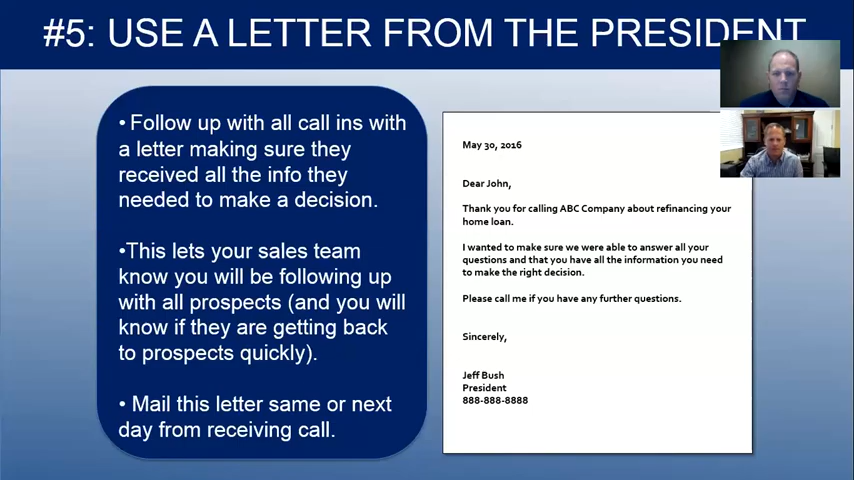 #5: USE A LETTER FROM THE PRESIDENT
• Follow up with all call ins with
a letter making sure they
received all the info they
needed to make a decision.
•This lets your sales team
know you will be following up
with all prospects (and you will
know if they are getting back
to prospects quickly).
• Mail this letter same or next
day from receiving call.
May 30, 2016
Dear John,
Thank you for calling ABC Company about refinancing your
home loan.
I wanted to make sure we were able to answer all your
questions and that you have all the information you need
to make the right decision.
Please call me if you have any further questions.
Sincerely,
Jeff Bush
President
888-888-8888